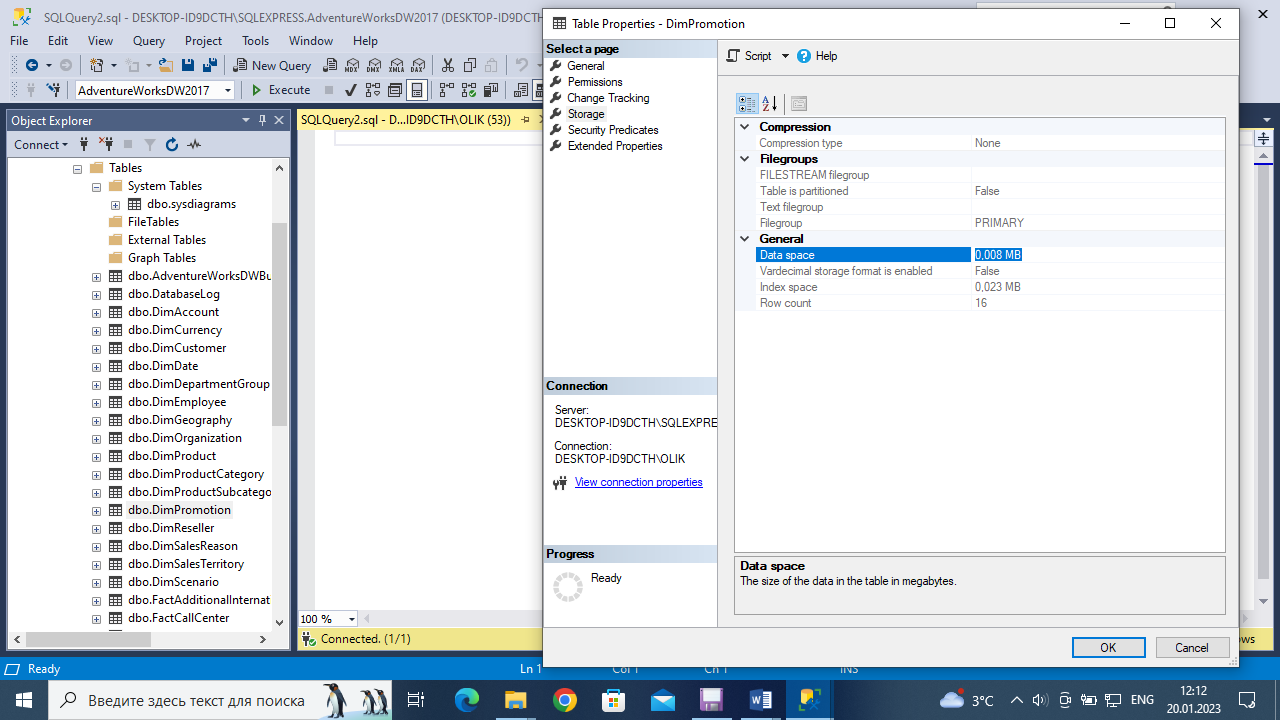 SQLQuery2.sql - DESKTOP-ID9DCTH\SQLEXPRESS.AdventureWorksDW2017 (DESKTOP-ID9DCTH
File Edit View Query Project Tools Window Help
New Query MDX DMX XMLA DAX
AdventureWorksDW2017 Execute
Object Explorer
Connect
Tables
System Tables
dbo.sysdiagrams
FileTables
External Tables
Graph Tables
dbo.AdventureWorksDWBu
dbo.DatabaseLog
dbo.DimAccount
dbo.DimCurrency
dbo.DimCustomer
dbo.DimDate
dbo.DimDepartmentGroup
dbo.DimEmployee
dbo.DimGeography
dbo.DimOrganization
dbo.DimProduct
dbo.DimProductCategory
dbo.DimProductSubcatego
dbo.DimPromotion
dbo.DimReseller
dbo.DimSalesReason
dbo.DimSalesTerritory
dbo.DimScenario
dbo.FactAdditionalInternat
dbo.FactCallCenter
SQLQuery2.sql - D...ID9DCTH\OLIK (53))
100 %
Connected. (1/1)
ows
Table Properties - DimPromotion
Select a page
General
Permissions
Change Tracking
Storage
Security Predicates
Extended Properties
Connection
Server:
DESKTOP-ID9DCTH\SQLEXPRE
Connection:
DESKTOP-ID9DCTH\OLIK
View connection properties
Progress
Ready
Script Help
Compression
Compression type None
Filegroups
FILESTREAM filegroup
Table is partitioned False
Text filegroup
Filegroup PRIMARY
General
Data space 0,008 MB
Vardecimal storage format is enabled False
Index space 0,023 MB
Row count 16
Data space
The size of the data in the table in megabytes.
OK Cancel
Ready Ln 1 Col 1 Ch 1 INS
Введите здесь текст для поиска
3°C ENG 12:12
20.01.2023